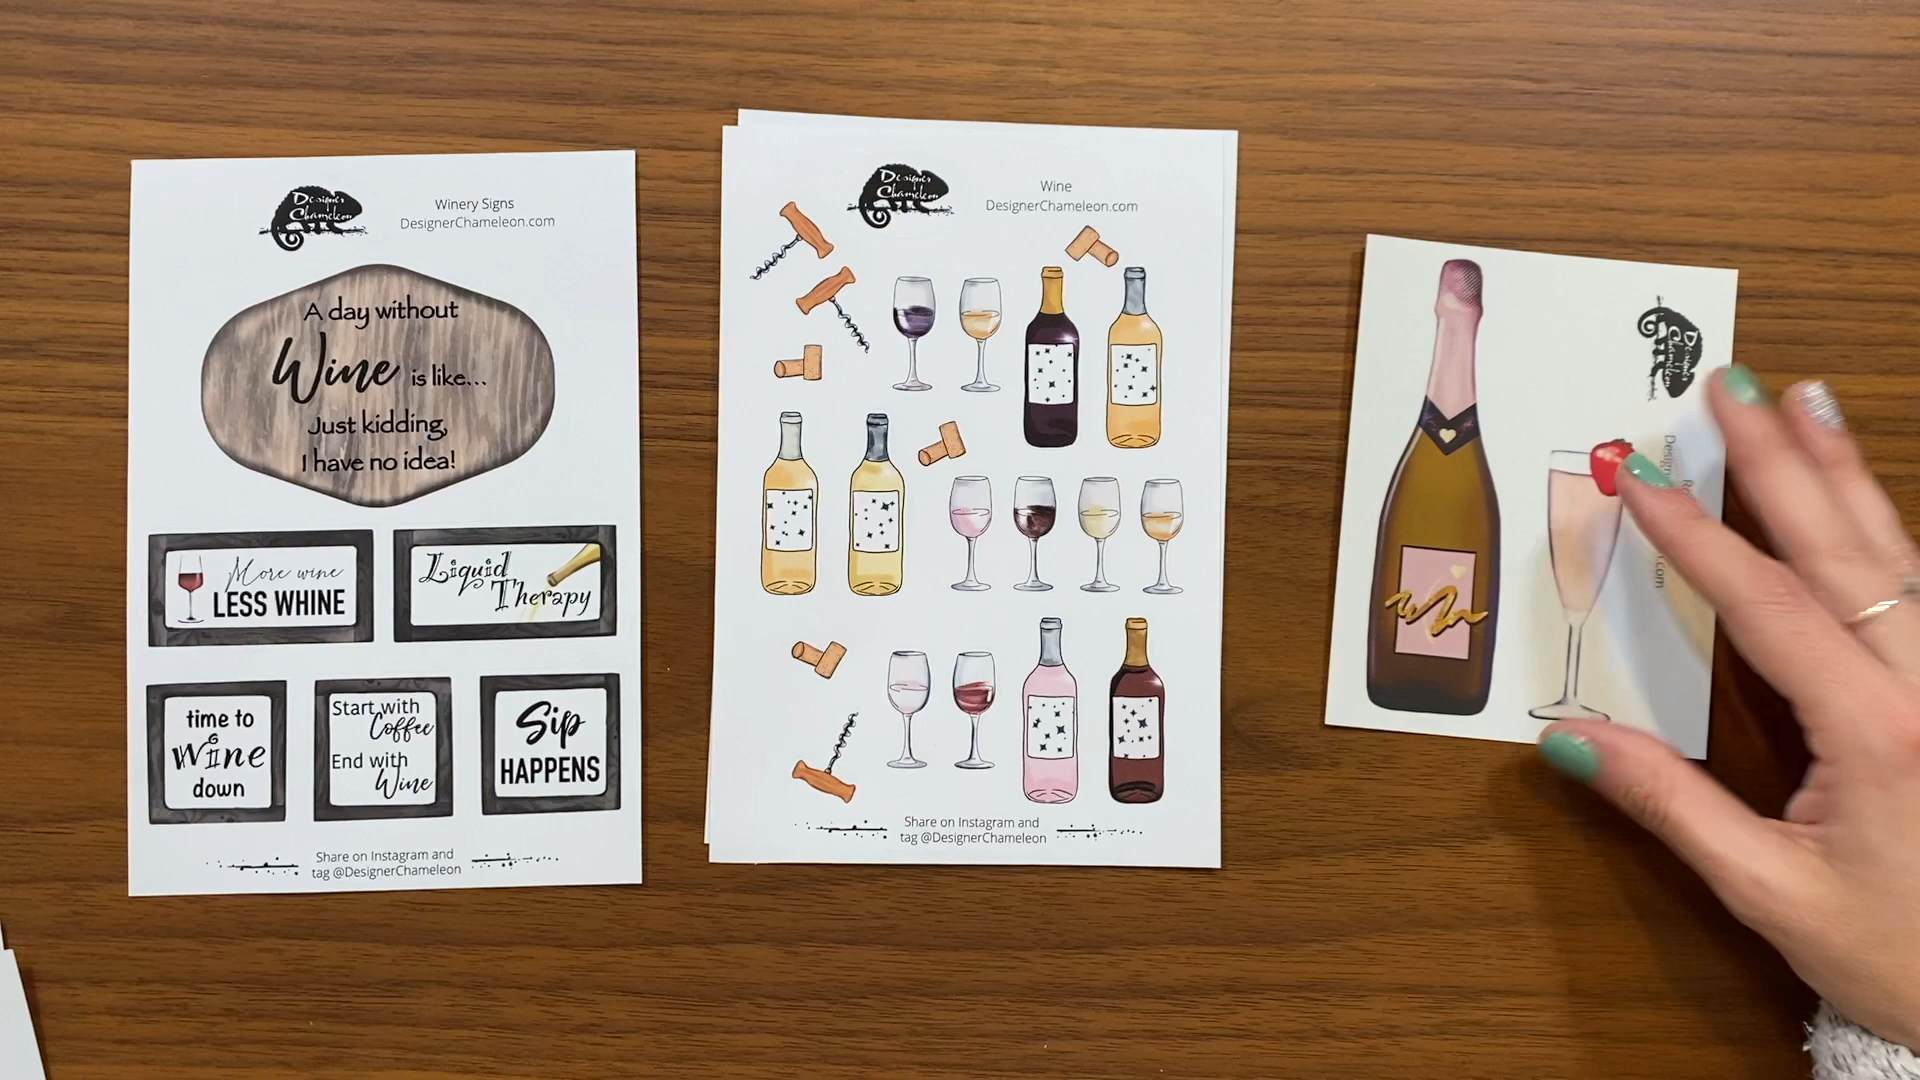 Designer
Chameleon
Winery Signs
DesignerChameleon.com
A day without
Wine is like...
Just kidding,
I have no idea!
More wine
LESS WHINE
Liquid
Therapy
time to
Wine
down
Start with
Coffee
End with
Wine
Sip
HAPPENS
Share on Instagram and
tag @DesignerChameleon
Designer
Chameleon
Wine
DesignerChameleon.com
Share on Instagram and
tag @DesignerChameleon
Designer
Chameleon